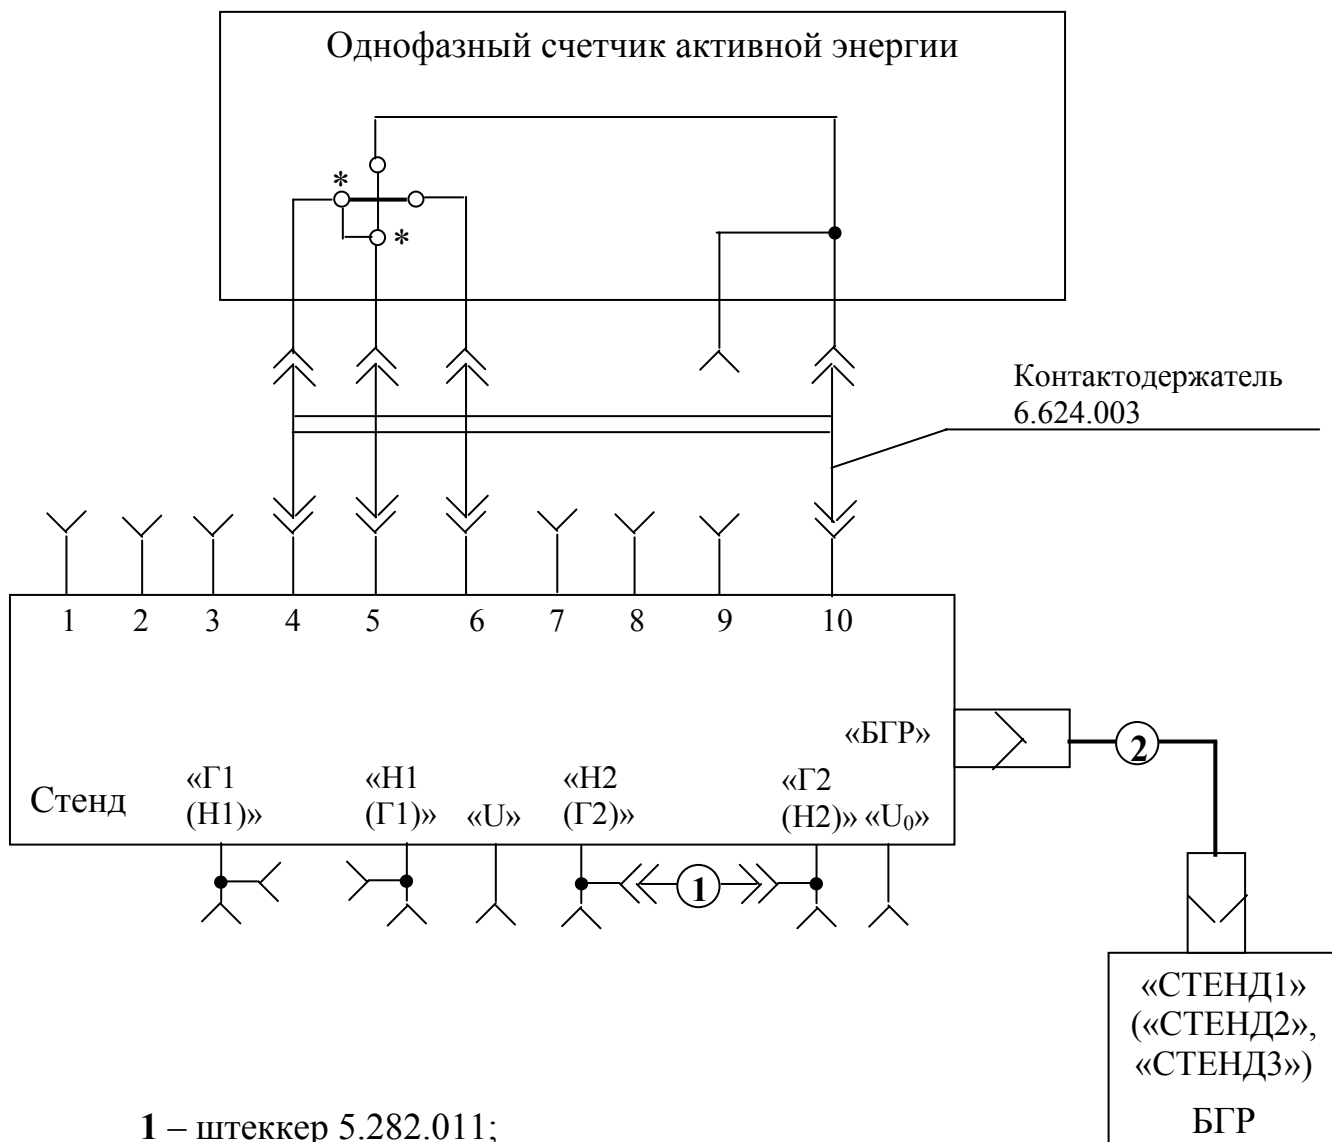 Однофазный счетчик активной энергии
*
*
Контактодержатель
6.624.003
1 2 3 4 5 6 7 8 9 10
«БГР»
2
Стенд
«Г1
(Н1)»
«Н1
(Г1)»
«U»
«Н2
(Г2)»
«Г2
(Н2)»
«U₀»
1
«СТЕНД1»
(«СТЕНД2»,
«СТЕНД3»)
БГР
1 – штеккер 5.282.011;